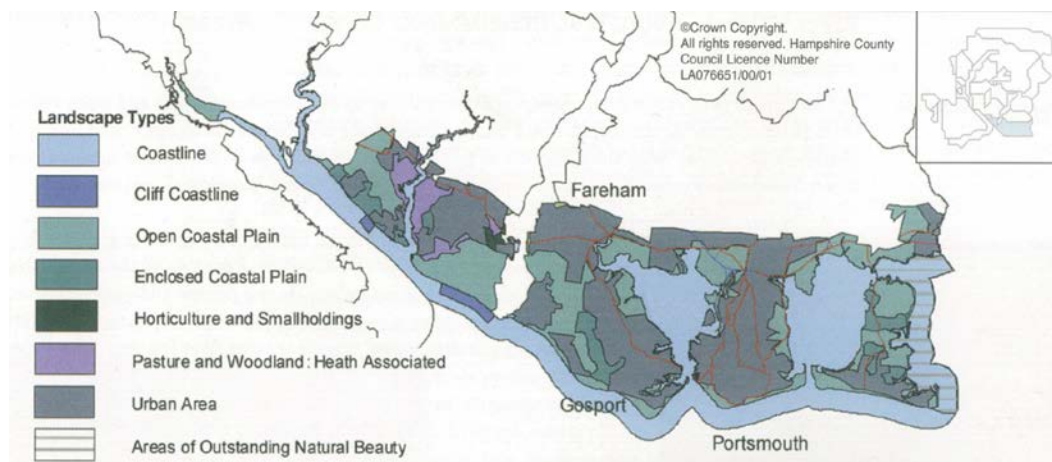 ©Crown Copyright.
All rights reserved. Hampshire County
Council Licence Number
LA076651/00/01
Landscape Types
Coastline
Cliff Coastline
Open Coastal Plain
Enclosed Coastal Plain
Horticulture and Smallholdings
Pasture and Woodland: Heath Associated
Urban Area
Areas of Outstanding Natural Beauty
Fareham
Gosport
Portsmouth